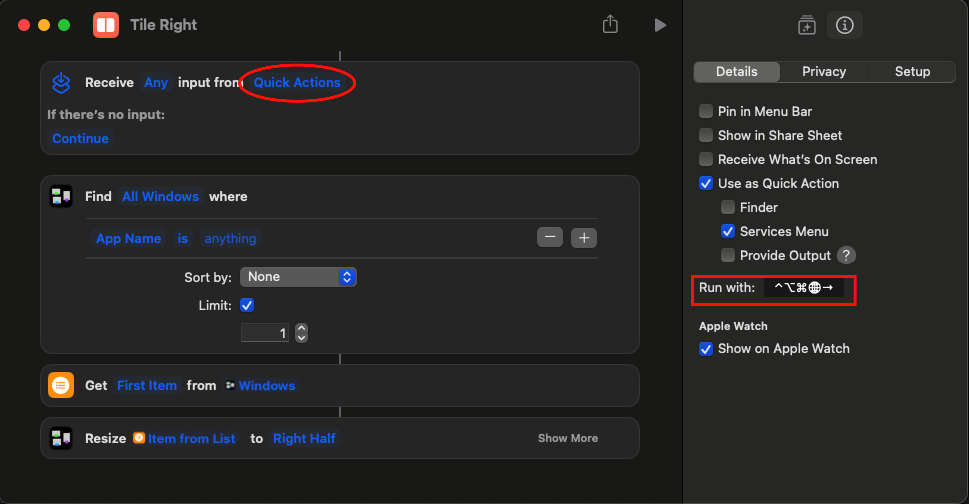 Tile Right
Receive Any input from Quick Actions
If there's no input:
Continue
Find All Windows where
App Name is anything
Sort by: None
Limit:
1
Get First Item from Windows
Resize Item from List to Right Half Show More
Details Privacy Setup
Pin in Menu Bar
Show in Share Sheet
Receive What's On Screen
Use as Quick Action
Finder
Services Menu
Provide Output ?
Run with: ^⌥⌘🌐→
Apple Watch
Show on Apple Watch